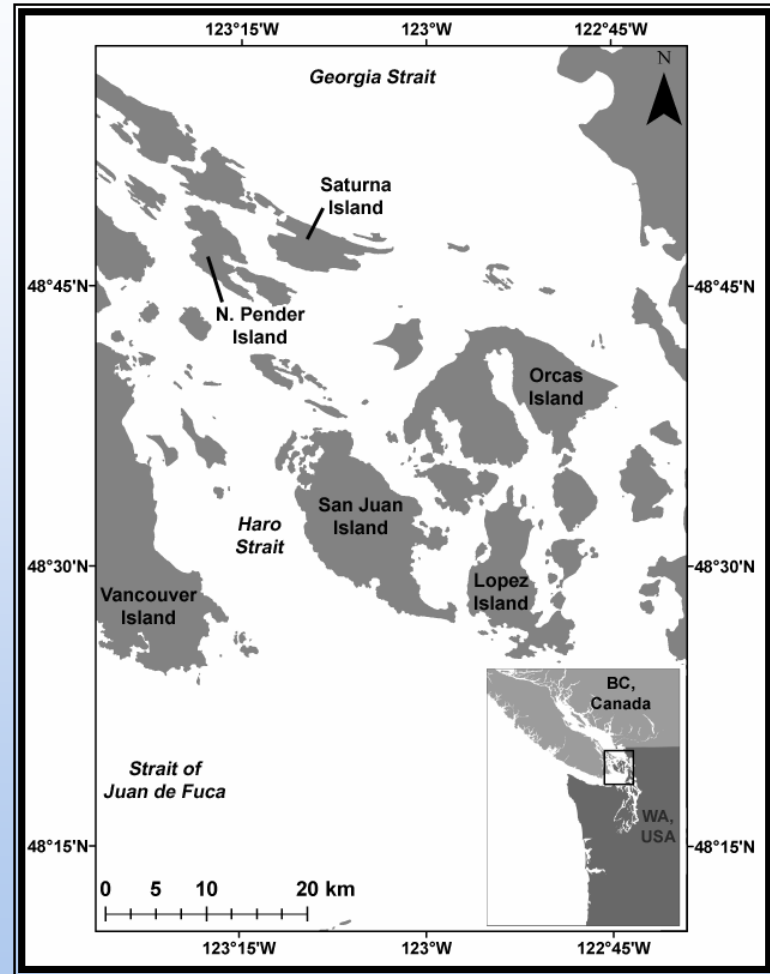 123°15'W 123°W 122°45'W
Georgia Strait
N
Saturna
Island
48°45'N 48°45'N
N. Pender
Island
Orcas
Island
San Juan
Island
Haro
Strait
48°30'N 48°30'N
Vancouver
Island
Lopez
Island
BC,
Canada
Strait of
Juan de Fuca
WA,
USA
48°15'N 48°15'N
0 5 10 20 km
123°15'W 123°W 122°45'W